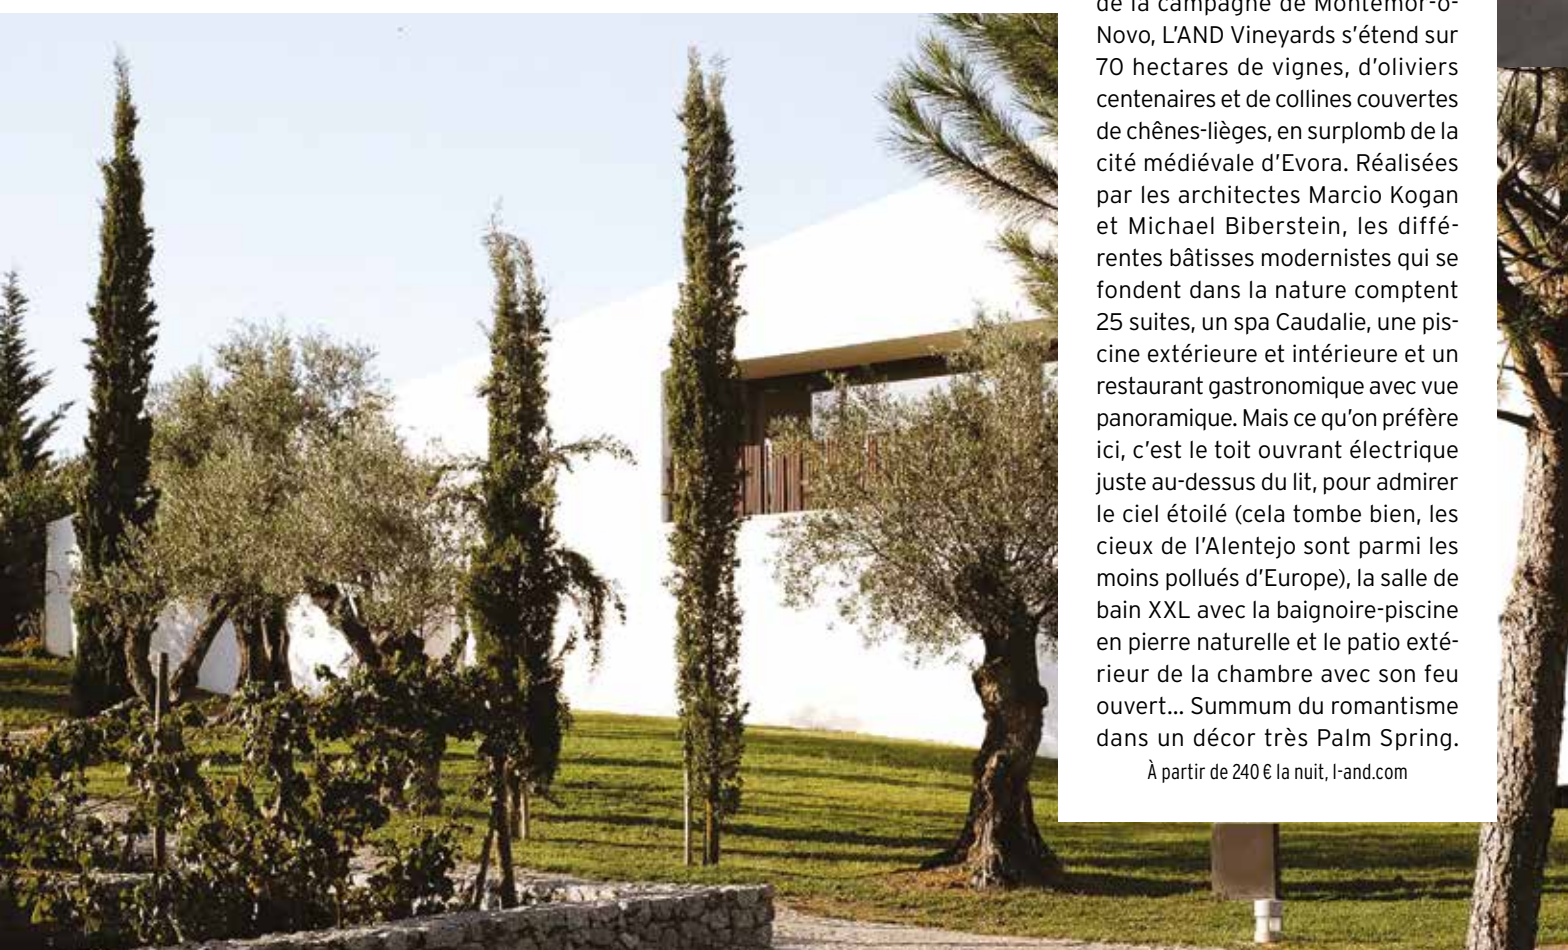 de la campagne de Montemor-o-
Novo, L’AND Vineyards s’étend sur
70 hectares de vignes, d’oliviers
centenaires et de collines couvertes
de chênes-lièges, en surplomb de la
cité médiévale d’Evora. Réalisées
par les architectes Marcio Kogan
et Michael Biberstein, les diffé-
rentes bâtisses modernistes qui se
fondent dans la nature comptent
25 suites, un spa Caudalie, une pis-
cine extérieure et intérieure et un
restaurant gastronomique avec vue
panoramique. Mais ce qu’on préfère
ici, c’est le toit ouvrant électrique
juste au-dessus du lit, pour admirer
le ciel étoilé (cela tombe bien, les
cieux de l’Alentejo sont parmi les
moins pollués d’Europe), la salle de
bain XXL avec la baignoire-piscine
en pierre naturelle et le patio exté-
rieur de la chambre avec son feu
ouvert... Summum du romantisme
dans un décor très Palm Spring.
À partir de 240 € la nuit, l-and.com